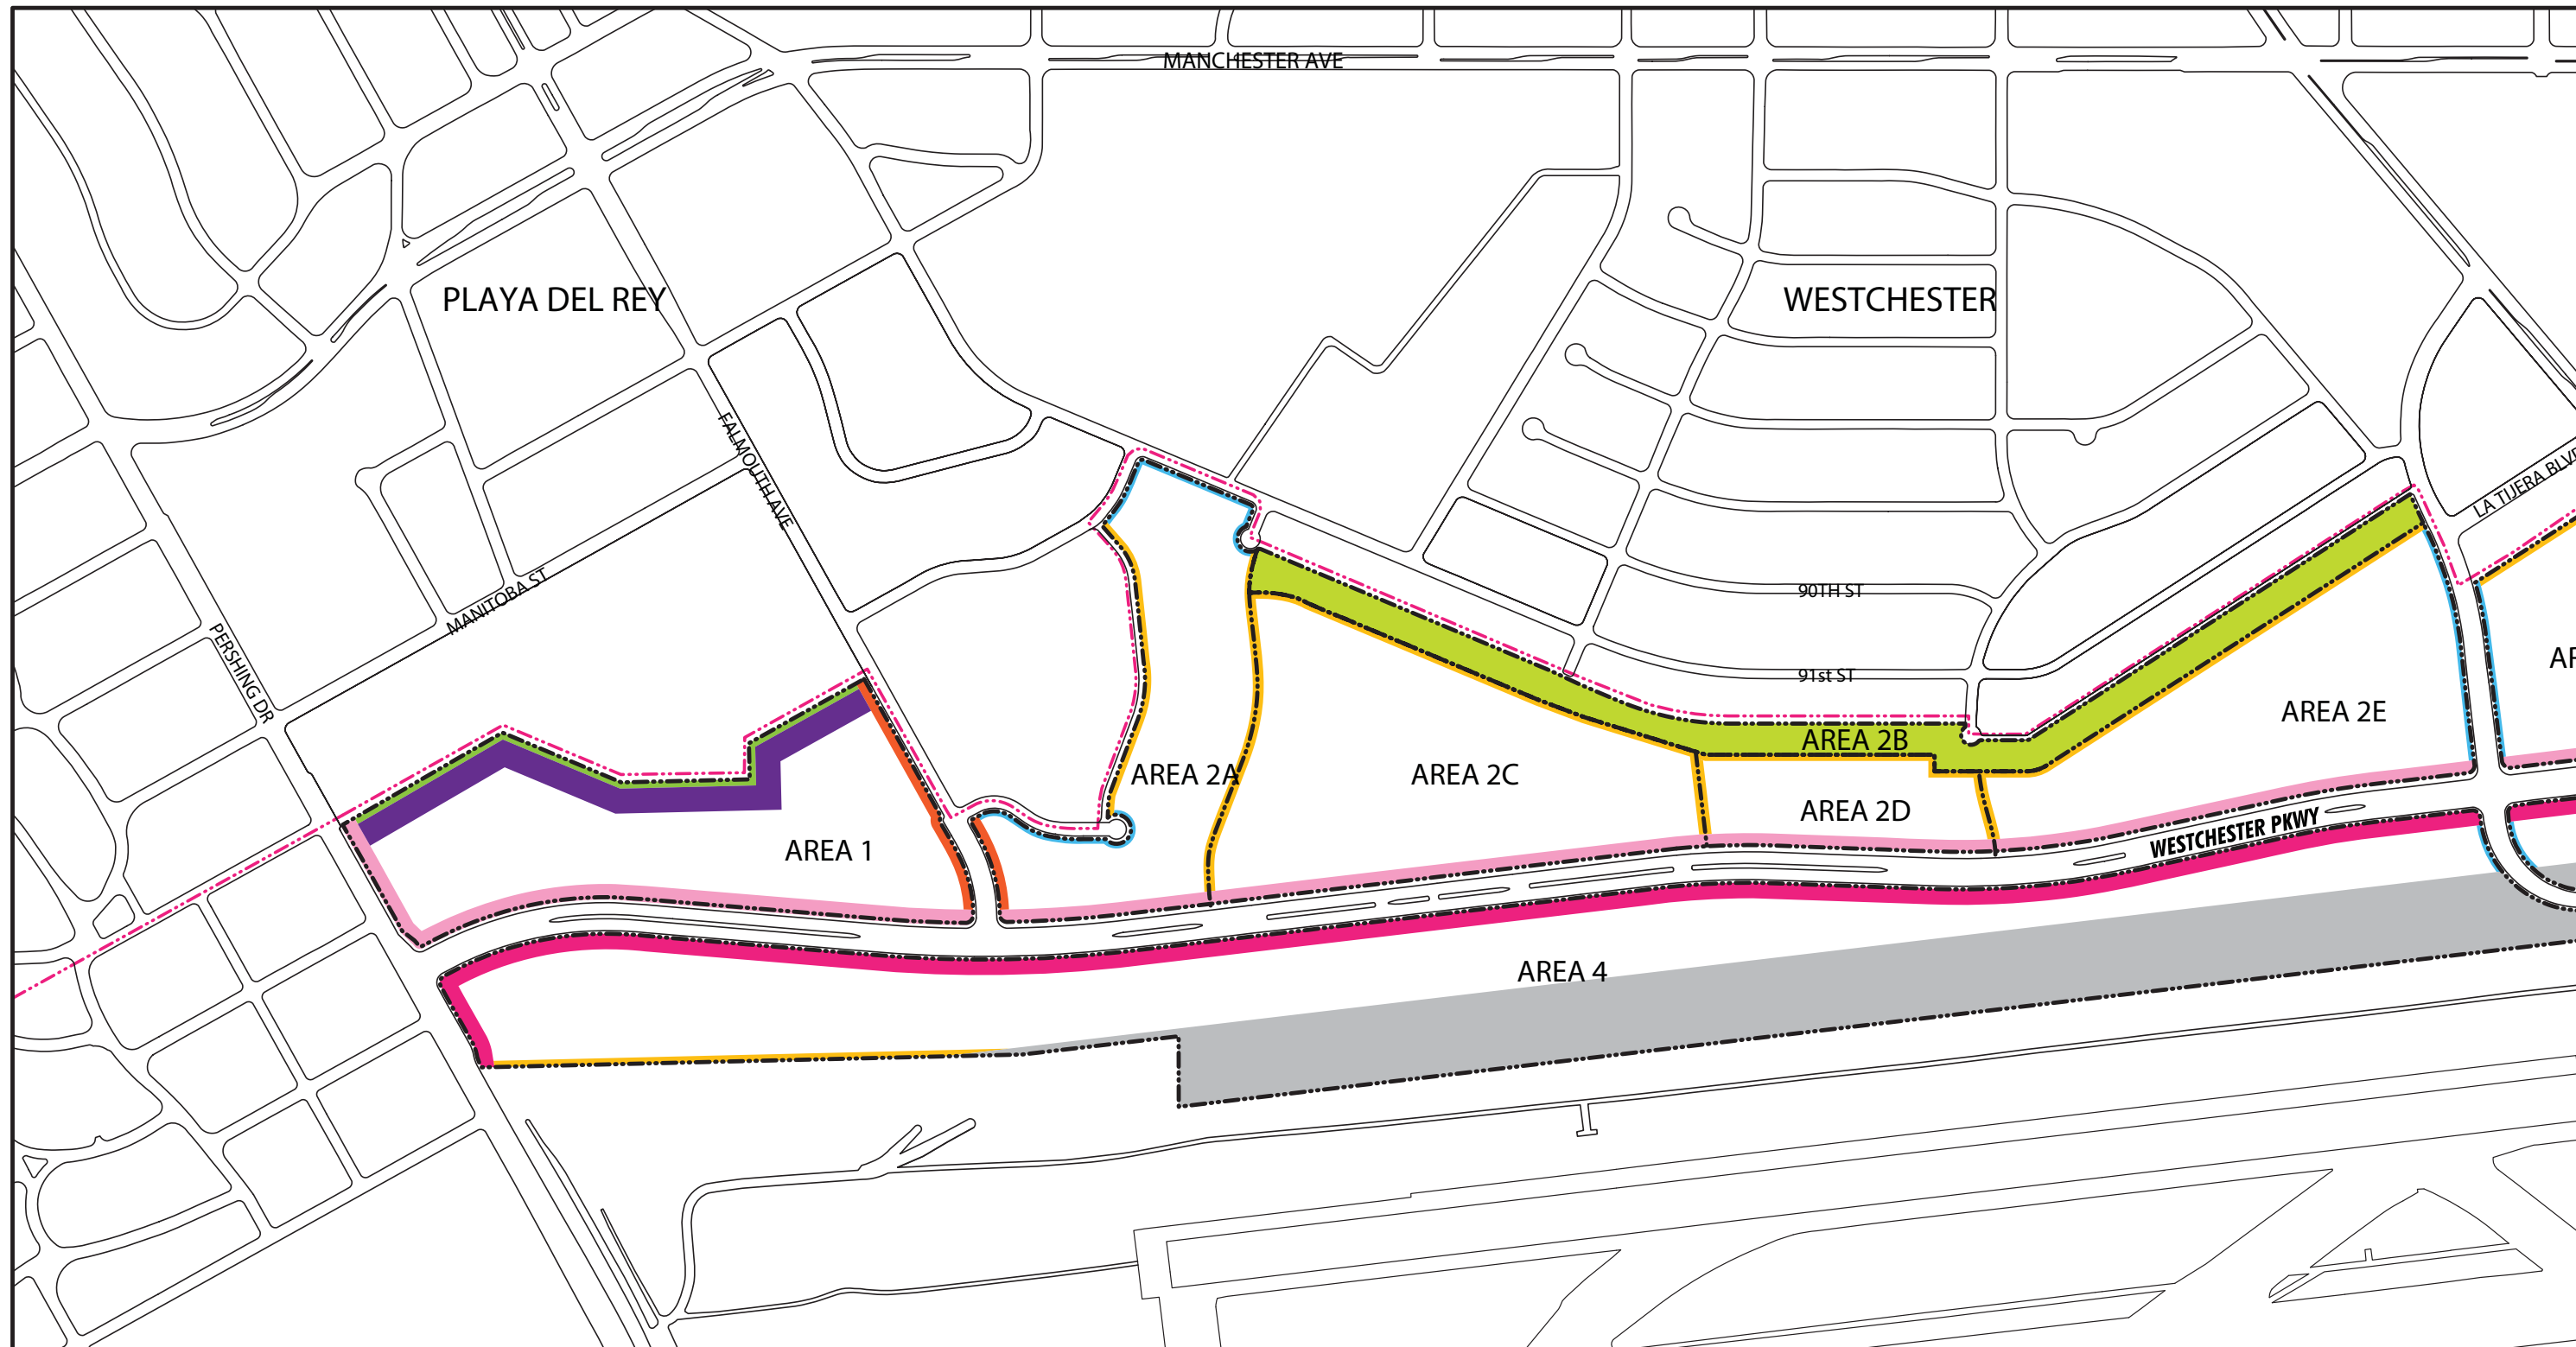 MANCHESTER AVE
PLAYA DEL REY
WESTCHESTER
FALMOUTH AVE
LA TIJERA BLVD
MANITOBA ST
90TH ST
PERSHING DR
91st ST
AREA 2E
AREA 2B
AREA 2A
AREA 2C
AREA 2D
AREA 1
WESTCHESTER PKWY
AREA 4